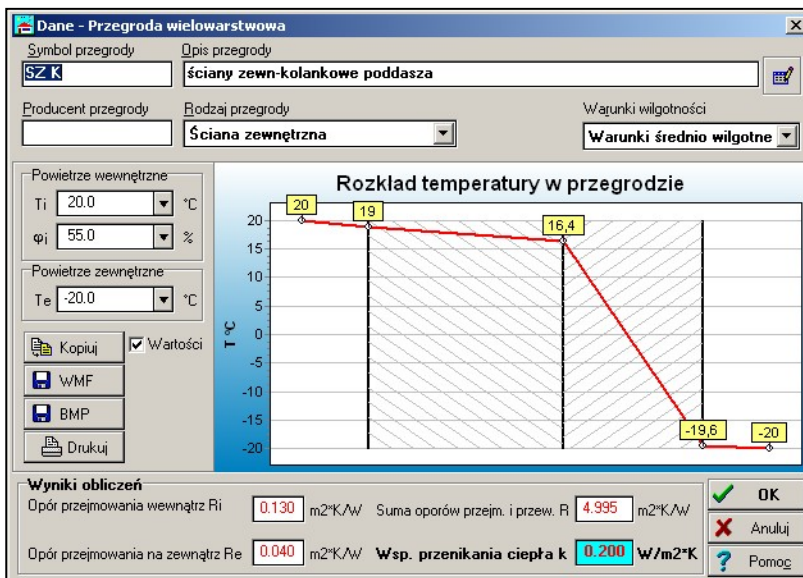 Dane - Przegroda wielowarstwowa
Symbol przegrody Opis przegrody
SZ K ściany zewn-kolankowe poddasza
Producent przegrody Rodzaj przegrody Warunki wilgotności
Ściana zewnętrzna Warunki średnio wilgotne
Powietrze wewnętrzne
Ti 20.0 °C
φi 55.0 %
Powietrze zewnętrzne
Te -20.0 °C
Kopiuj Wartości
WMF
BMP
Drukuj
Rozkład temperatury w przegrodzie
T °C
20
15
10
5
0
-5
-10
-15
-20
20 19 16,4 -19,6 -20
Wyniki obliczeń
Opór przejmowania wewnątrz Ri 0.130 m2*K/W Suma oporów przejm. i przew. R 4.995 m2*K/W
Opór przejmowania na zewnątrz Re 0.040 m2*K/W Wsp. przenikania ciepła k 0.200 W/m2*K
OK
Anuluj
Pomoc